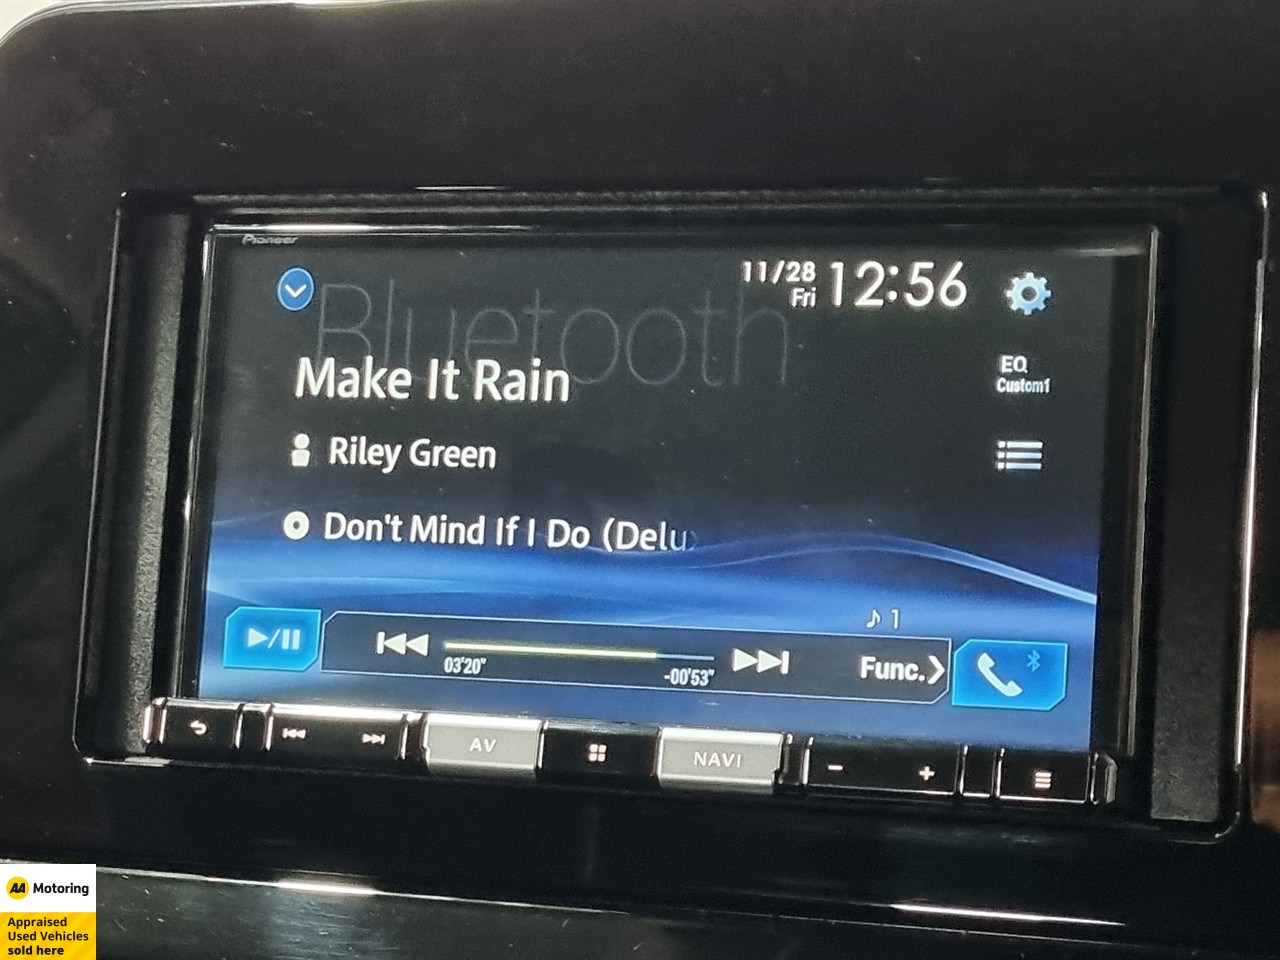 Pioneer
Bluetooth
11/28
Fri
12:56
Make It Rain
EQ
Custom1
Riley Green
Don't Mind If I Do (Delu
♪1
03'20"
-00'53"
Func.
AV
NAVI
- +
AA Motoring
Appraised
Used Vehicles
sold here